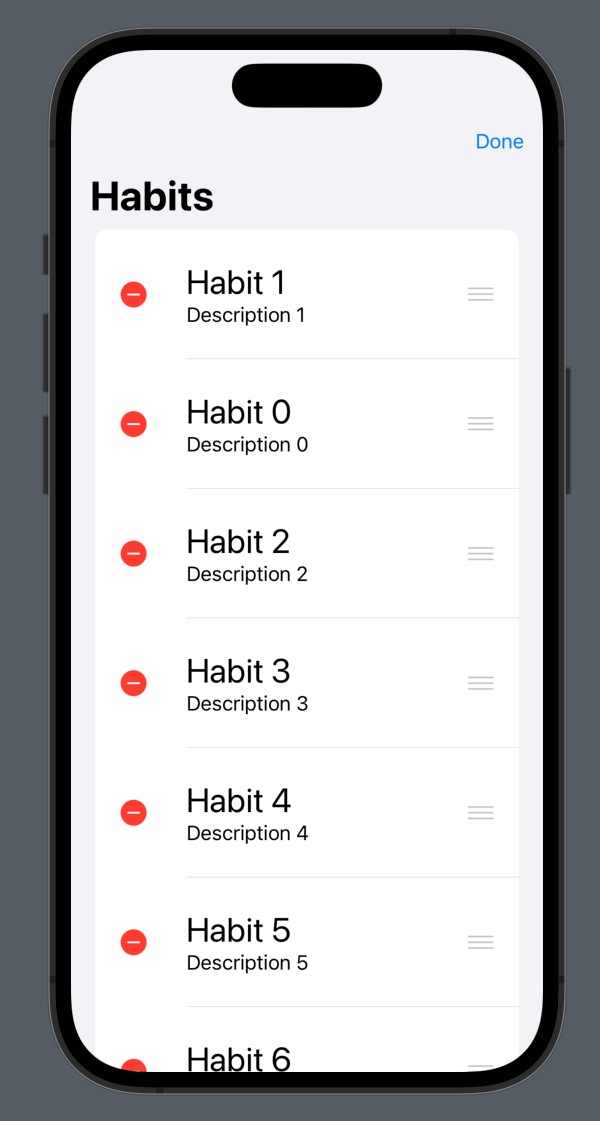 Done
Habits
Habit 1
Description 1
Habit 0
Description 0
Habit 2
Description 2
Habit 3
Description 3
Habit 4
Description 4
Habit 5
Description 5
Habit 6